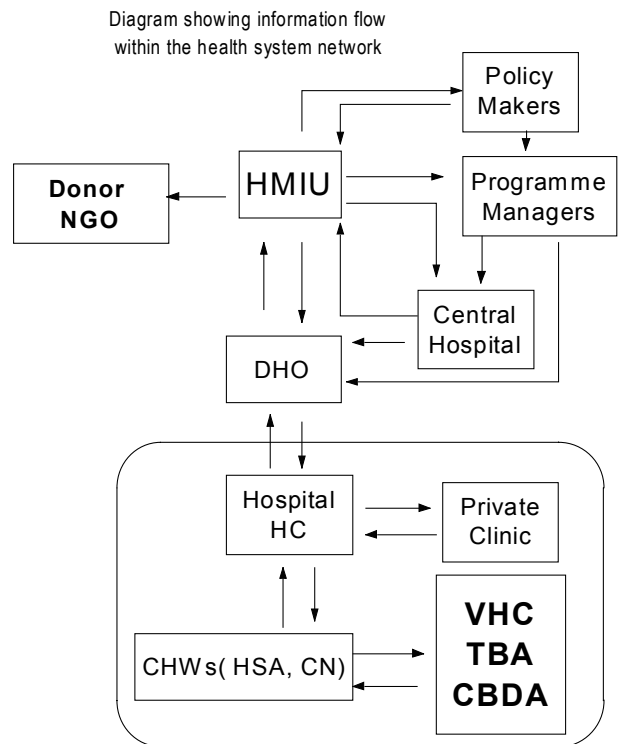 Diagram showing information flow
within the health system network
Policy
Makers
HMIU
Donor
NGO
Programme
Managers
Central
Hospital
DHO
Hospital
HC
Private
Clinic
CHWs( HSA, CN)
VHC
TBA
CBDA